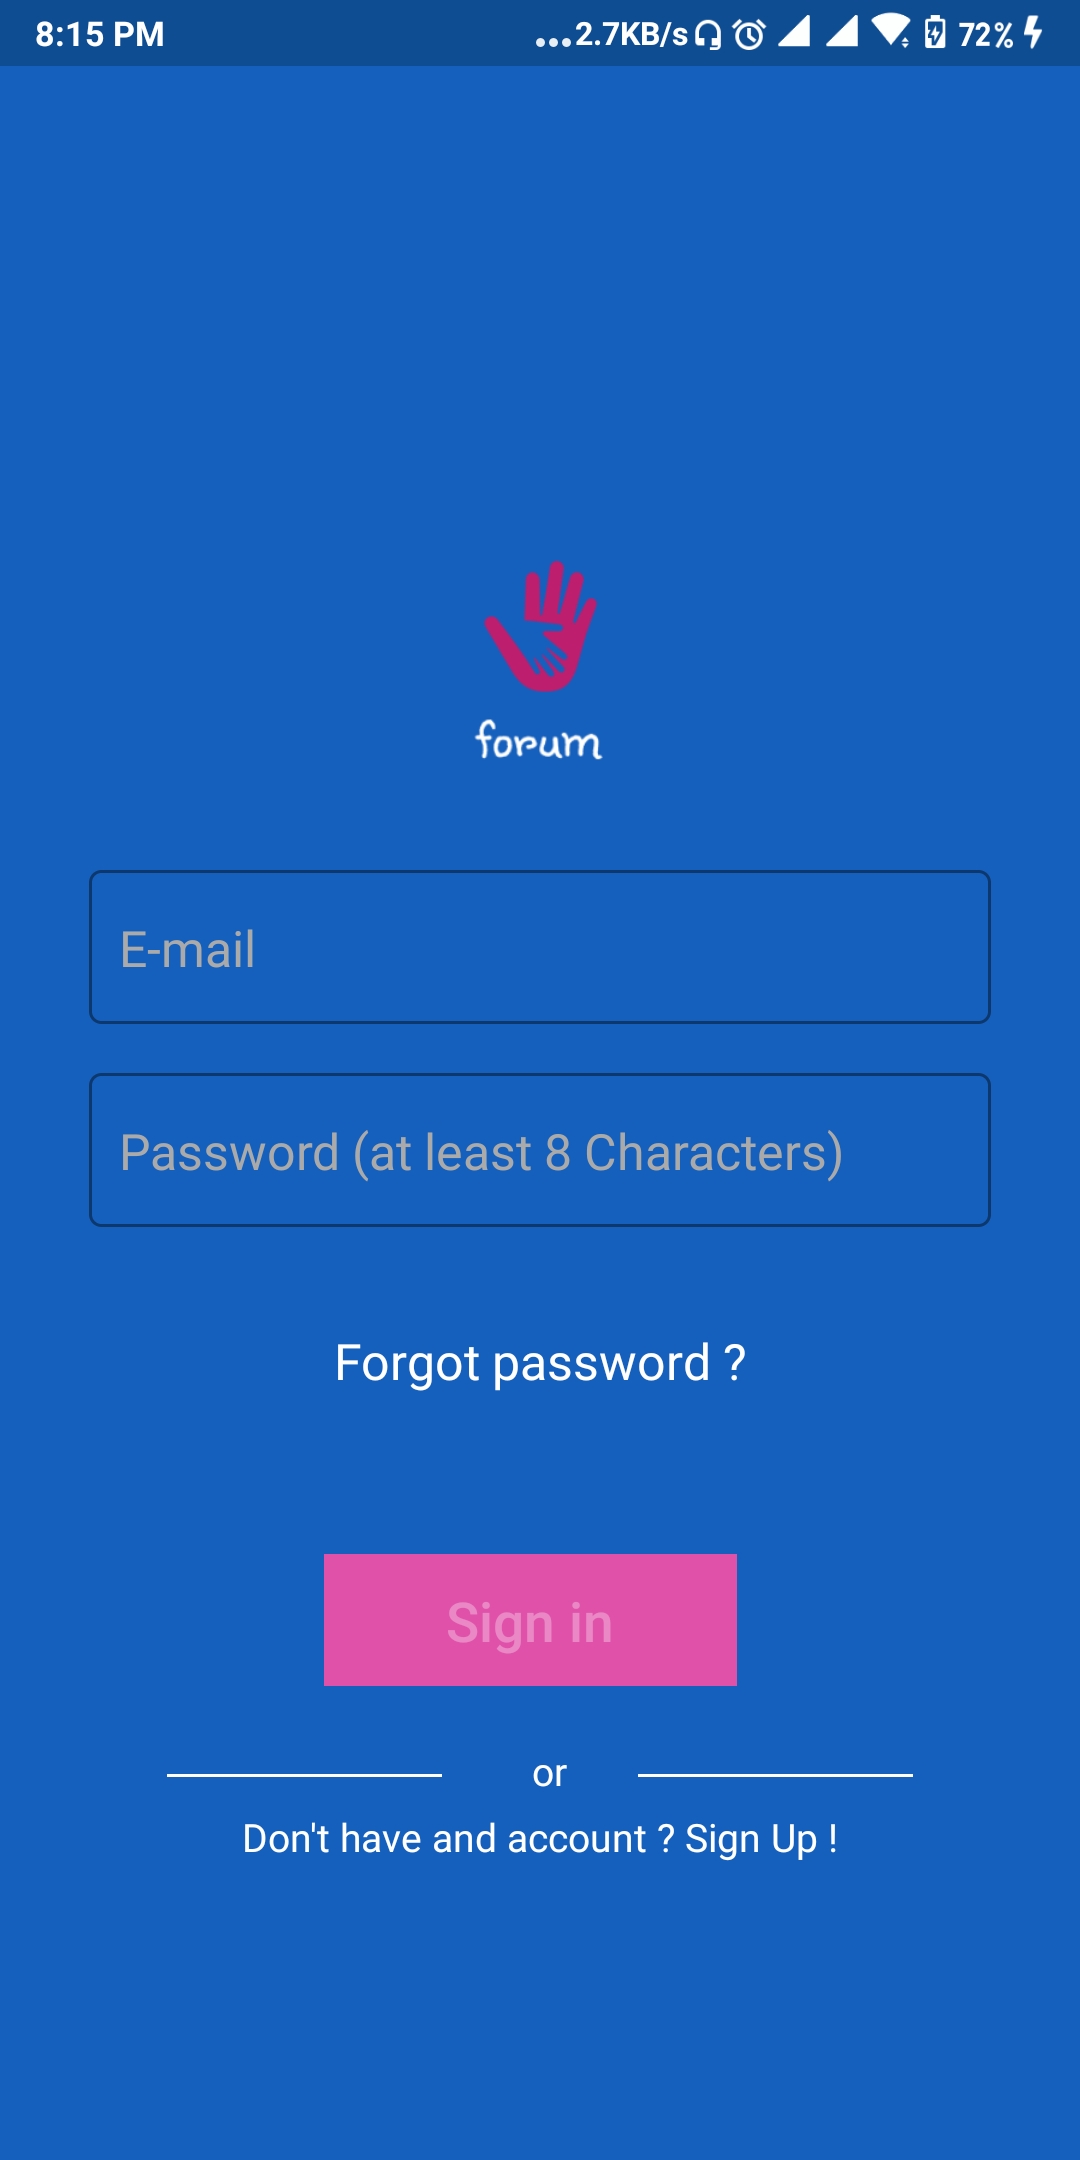 8:15 PM ...2.7KB/s 72%
forum
E-mail
Password (at least 8 Characters)
Forgot password ?
Sign in
or
Don't have and account ? Sign Up !